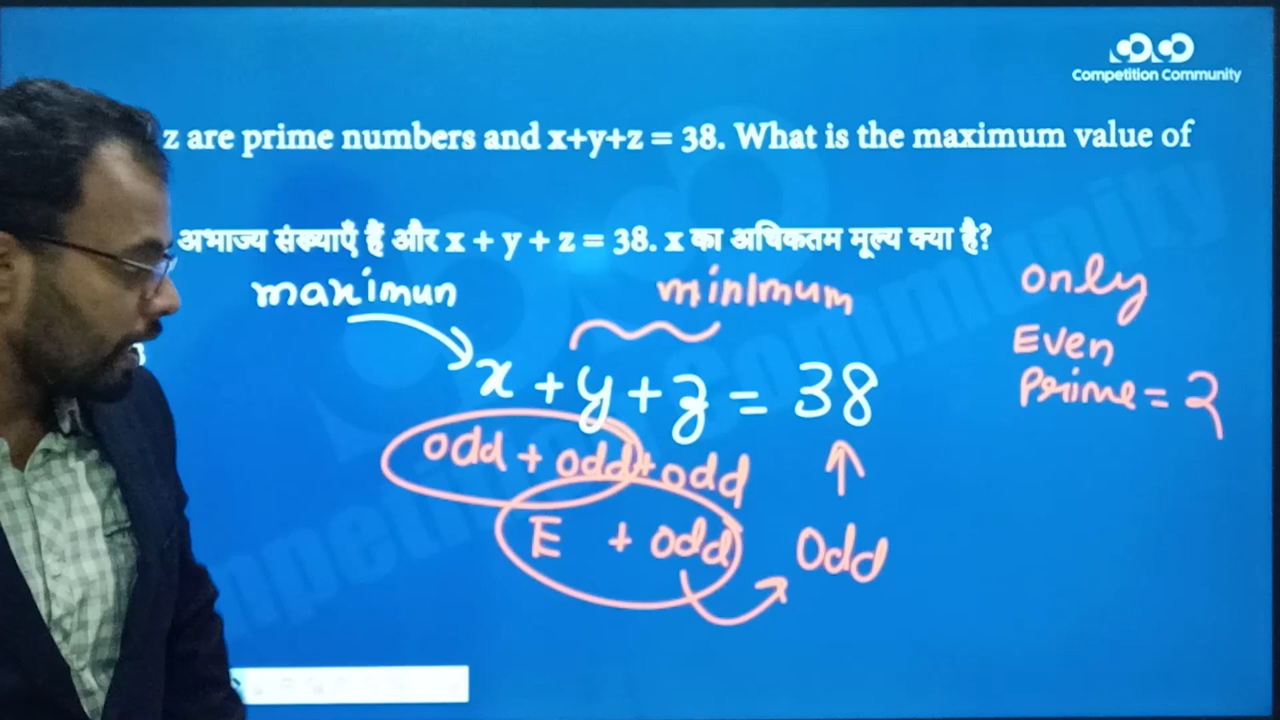 Competition Community
z are prime numbers and x+y+z = 38. What is the maximum value of
अभाज्य संख्याएँ हैं और x + y + z = 38. x का अधिकतम मूल्य क्या है?
maximun minimum
only
Even
Prime = 2
x + y + z = 38
odd + odd + odd
E + odd Odd